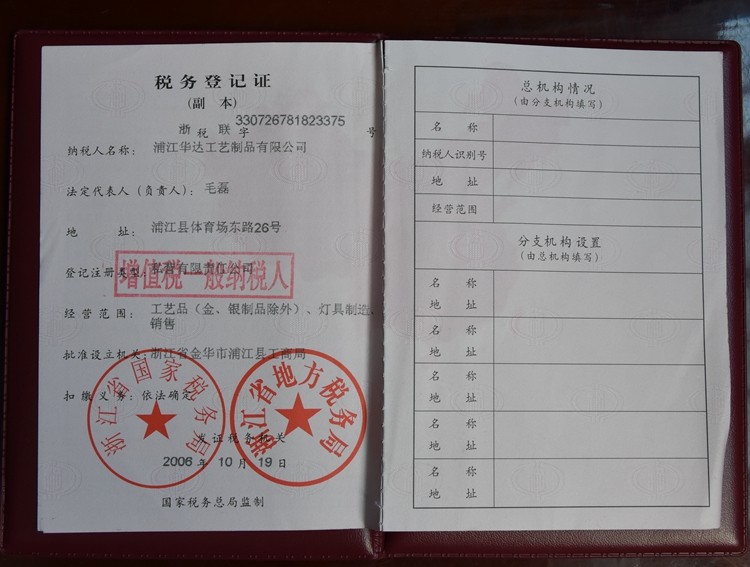 税务登记证
(副 本)
浙 税 联 字 330726781823375 号
纳税人名称: 浦江华达工艺制品有限公司
法定代表人(负责人): 毛磊
地 址: 浦江县体育场东路26号
登记注册类型: 私营有限责任公司
增值税一般纳税人
经营范围: 工艺品(金、银制品除外)、灯具制造、
销售
批准设立机关: 浙江省金华市浦江县工商局
扣缴义务: 依法确定
浙江省国家税务局
浙江省地方税务局
发证税务机关
2006 年 10 月 19 日
国家税务总局监制
总机构情况
(由分支机构填写)
名 称
纳税人识别号
地 址
经营范围
分支机构设置
(由总机构填写)
名 称
地 址
名 称
地 址
名 称
地 址
名 称
地 址
名 称
地 址